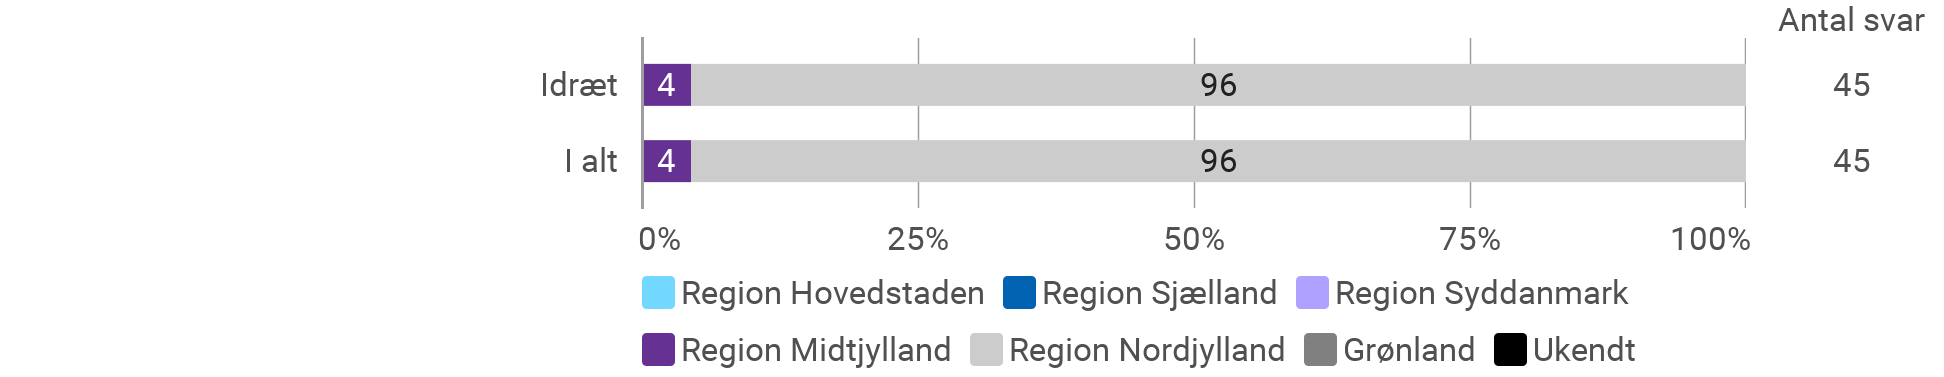 Antal svar
Idræt 4 96 45
I alt 4 96 45
0% 25% 50% 75% 100%
Region Hovedstaden Region Sjælland Region Syddanmark
Region Midtjylland Region Nordjylland Grønland Ukendt